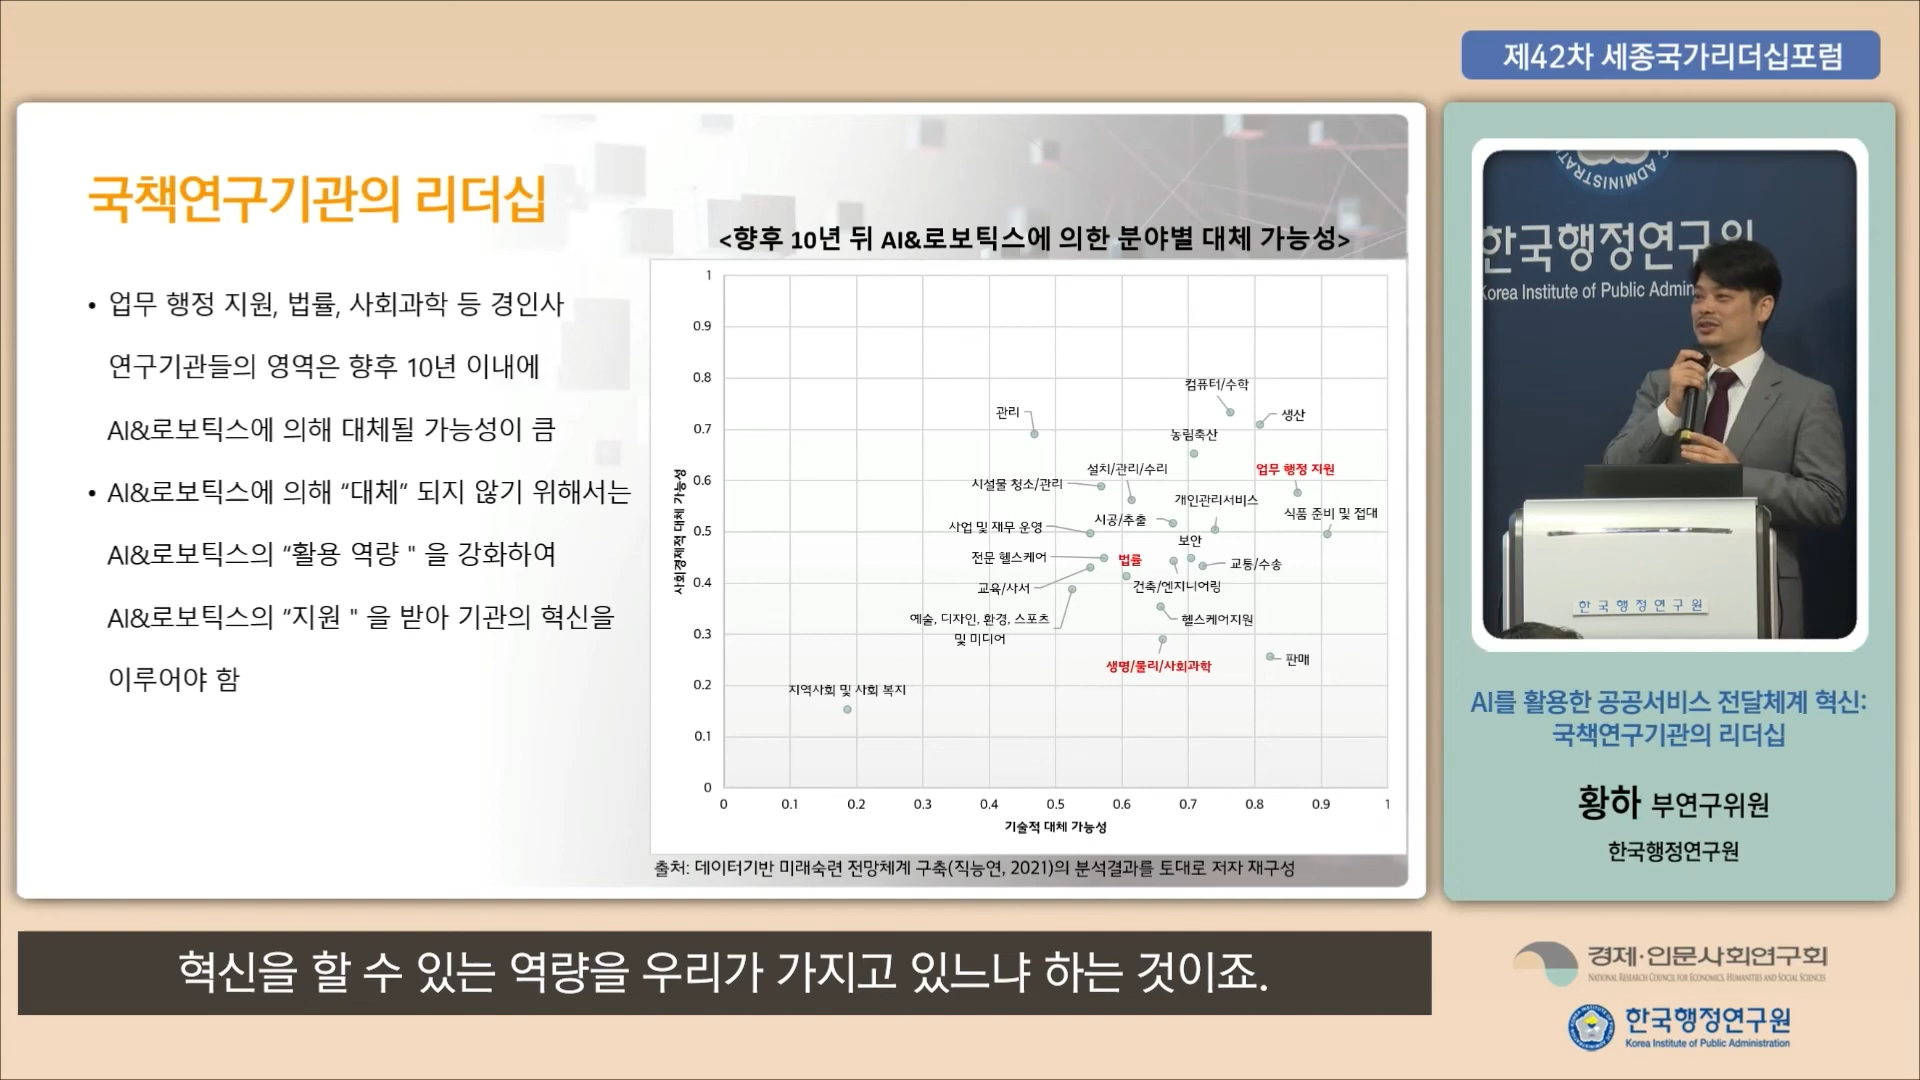 제42차 세종국가리더십포럼
국책연구기관의 리더십
• 업무 행정 지원, 법률, 사회과학 등 경인사
연구기관들의 영역은 향후 10년 이내에
AI&로보틱스에 의해 대체될 가능성이 큼
• AI&로보틱스에 의해 “대체” 되지 않기 위해서는
AI&로보틱스의 “활용 역량 " 을 강화하여
AI&로보틱스의 “지원 " 을 받아 기관의 혁신을
이루어야 함
<향후 10년 뒤 AI&로보틱스에 의한 분야별 대체 가능성>
사회경제적 대체 가능성
1
0.9
0.8
0.7
0.6
0.5
0.4
0.3
0.2
0.1
0
컴퓨터/수학
관리
생산
농림축산
설치/관리/수리
업무 행정 지원
시설물 청소/관리
개인관리서비스
식품 준비 및 접대
시공/추출
사업 및 재무 운영
보안
전문 헬스케어
법률
교통/수송
교육/사서
건축/엔지니어링
예술, 디자인, 환경, 스포츠
및 미디어
헬스케어지원
생명/물리/사회과학
판매
지역사회 및 사회 복지
0 0.1 0.2 0.3 0.4 0.5 0.6 0.7 0.8 0.9 1
기술적 대체 가능성
출처: 데이터기반 미래숙련 전망체계 구축(직능연, 2021)의 분석결과를 토대로 저자 재구성
ADMINISTRATION
한국행정연구원
Korea Institute of Public Admin
한국행정연구원
AI를 활용한 공공서비스 전달체계 혁신:
국책연구기관의 리더십
황하 부연구위원
한국행정연구원
혁신을 할 수 있는 역량을 우리가 가지고 있느냐 하는 것이죠.
경제·인문사회연구회
NATIONAL RESEARCH COUNCIL FOR ECONOMICS, HUMANITIES AND SOCIAL SCIENCES
한국행정연구원
Korea Institute of Public Administration